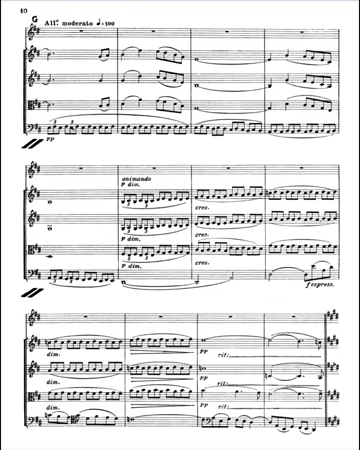 10
G All°. moderato ♩.=100
pp
animando
P dim.
cres.
P dim.
cres.
P dim.
cres.
f express.
dim.
pp rit:
dim.
pp rit:
dim.
pp rit:
dim.